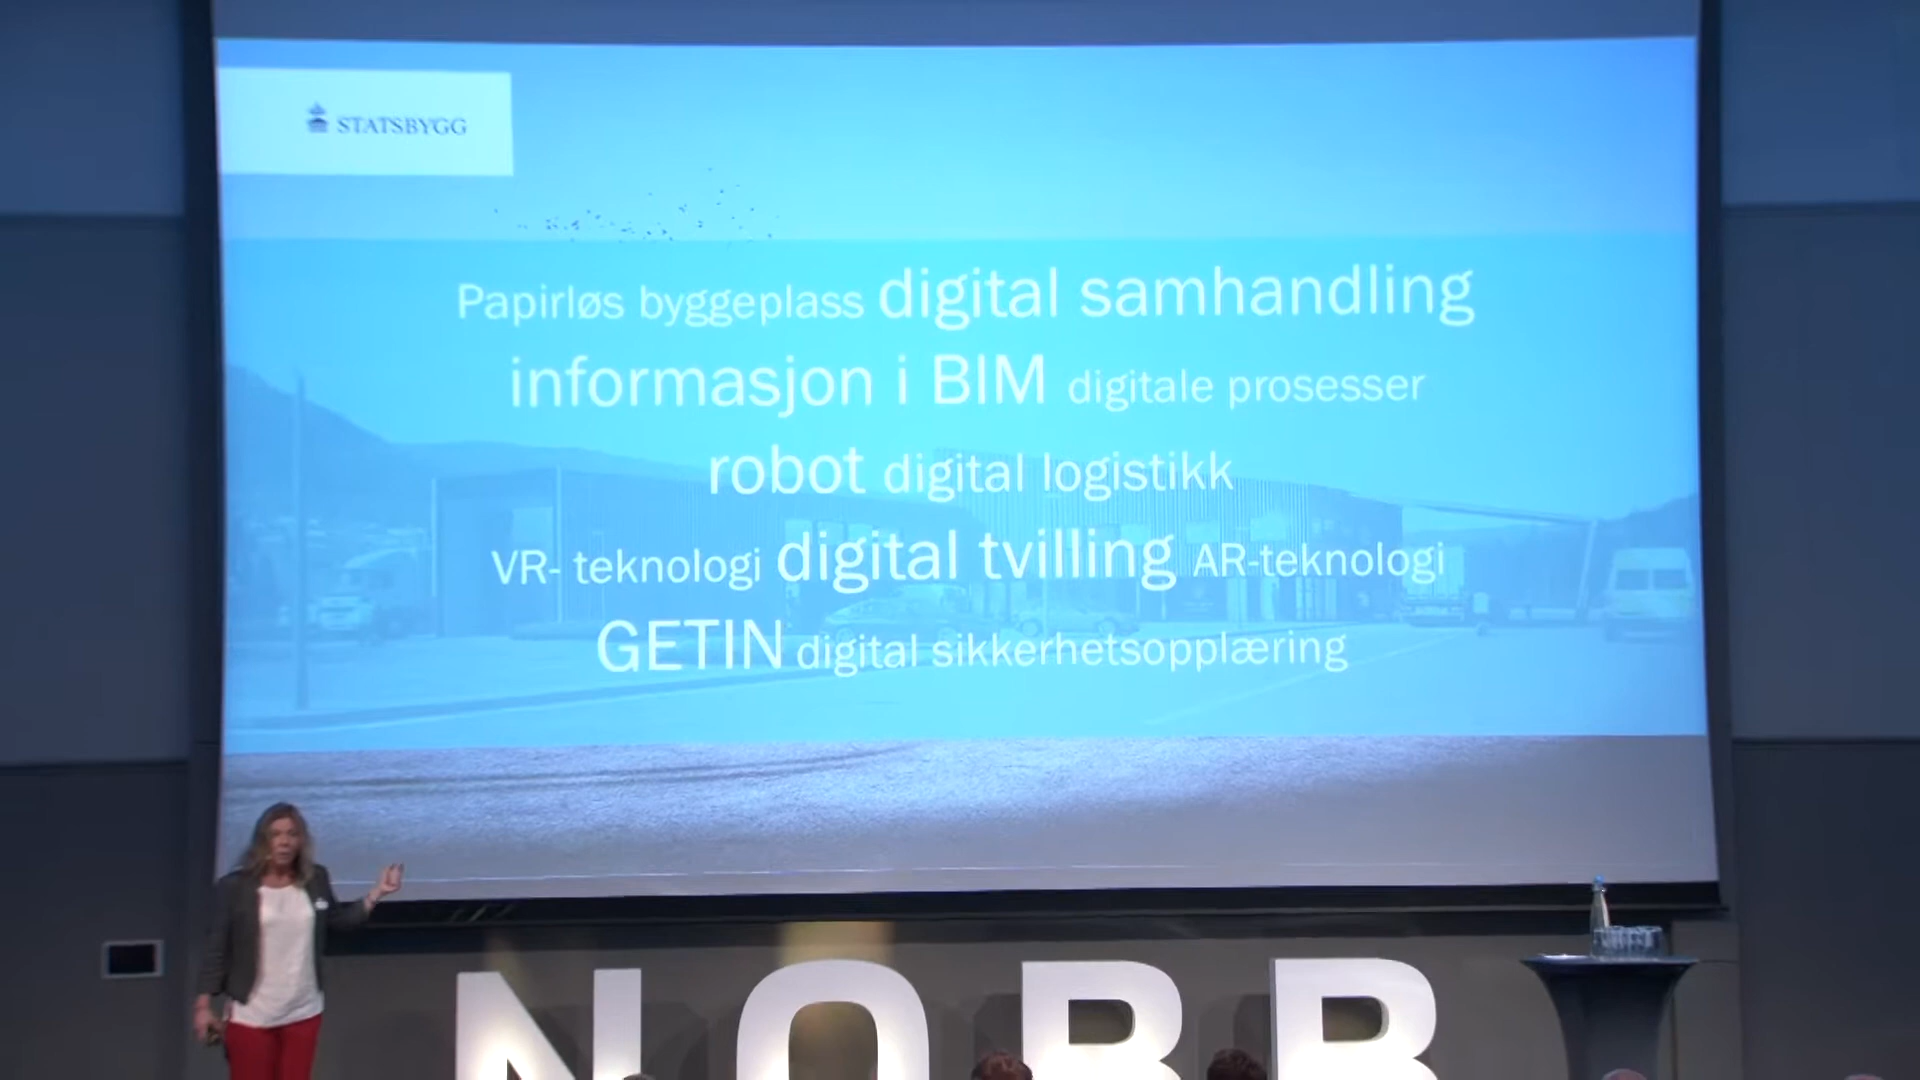 STATSBYGG
Papirløs byggeplass digital samhandling
informasjon i BIM digitale prosesser
robot digital logistikk
VR- teknologi digital tvilling AR-teknologi
GETIN digital sikkerhetsopplæring
NOBB